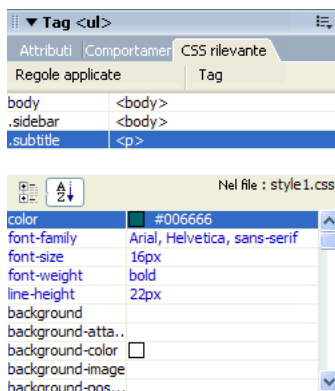 Tag <ul>
Attributi Comportamer CSS rilevante
Regole applicate Tag
body <body>
.sidebar <body>
.subtitle <p>
Nel file : style1.css
color #006666
font-family Arial, Helvetica, sans-serif
font-size 16px
font-weight bold
line-height 22px
background
background-atta..
background-color
background-image
background-pos...